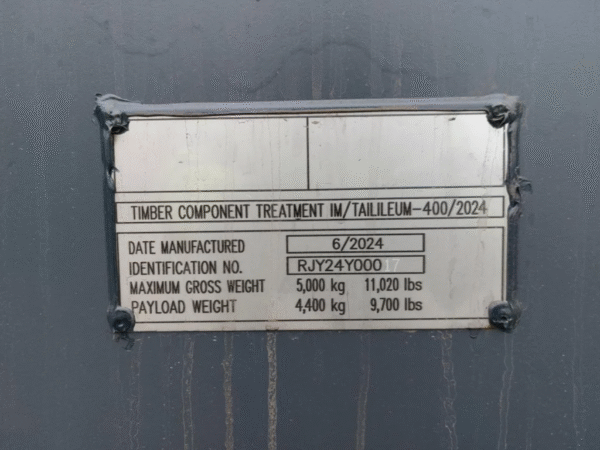 TIMBER COMPONENT TREATMENT IM/TAILILEUM-400/2024
DATE MANUFACTURED 6/2024
IDENTIFICATION NO. RJY24Y00017
MAXIMUM GROSS WEIGHT 5,000 kg 11,020 lbs
PAYLOAD WEIGHT 4,400 kg 9,700 lbs